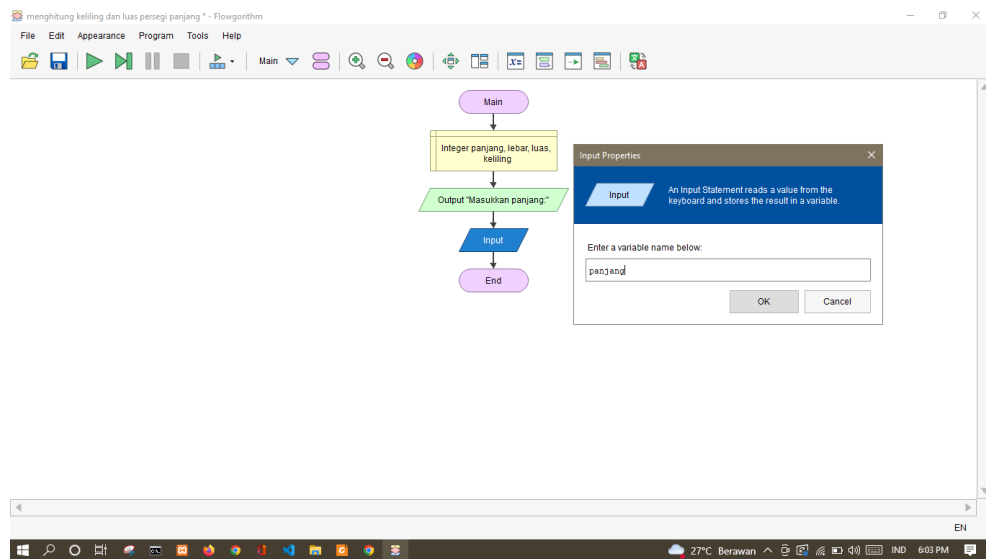 menghitung keliling dan luas persegi panjang * - Flowgorithm
File Edit Appearance Program Tools Help
Main
x=
A
Main
Integer panjang, lebar, luas,
keliling
Output "Masukkan panjang:"
Input
End
Input Properties
Input
An Input Statement reads a value from the
keyboard and stores the result in a variable.
Enter a variable name below:
panjang
OK Cancel
EN
27°C Berawan IND 6:03 PM